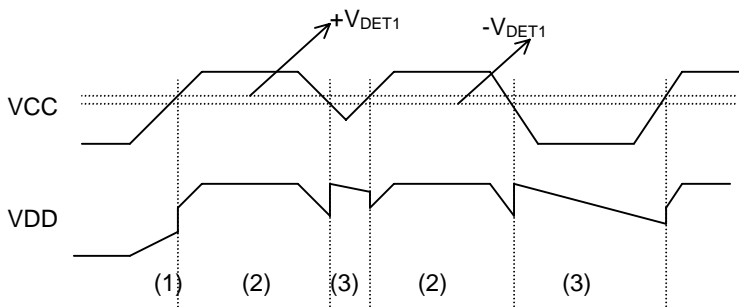 +VDET1
-VDET1
VCC
VDD
(1) (2) (3) (2) (3)